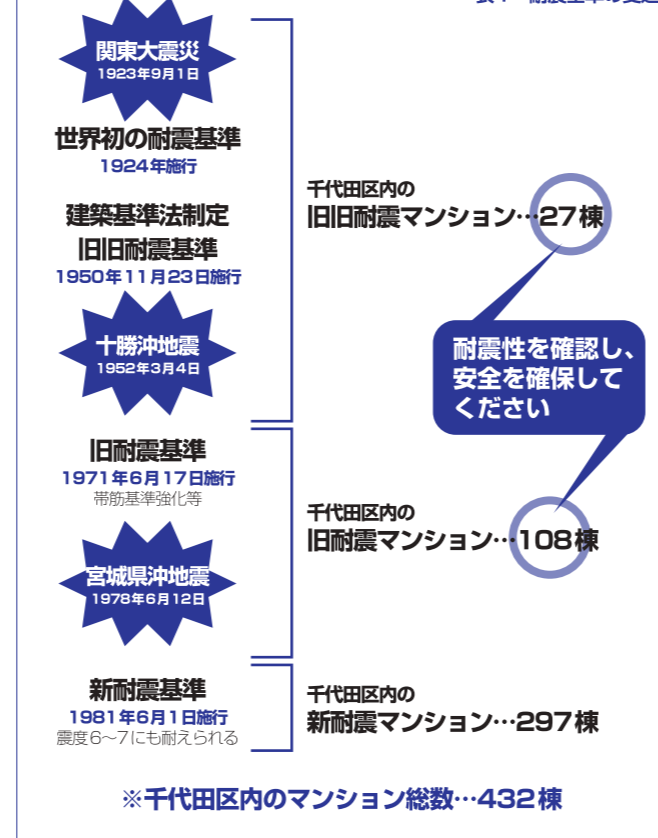 関東大震災
1923年9月1日
世界初の耐震基準
1924年施行
建築基準法制定
旧旧耐震基準
1950年11月23日施行
十勝沖地震
1952年3月4日
千代田区内の
旧旧耐震マンション…27棟
耐震性を確認し、
安全を確保して
ください
旧耐震基準
1971年6月17日施行
帯筋基準強化等
宮城県沖地震
1978年6月12日
千代田区内の
旧耐震マンション…108棟
新耐震基準
1981年6月1日施行
震度6～7にも耐えられる
千代田区内の
新耐震マンション…297棟
※千代田区内のマンション総数…432棟